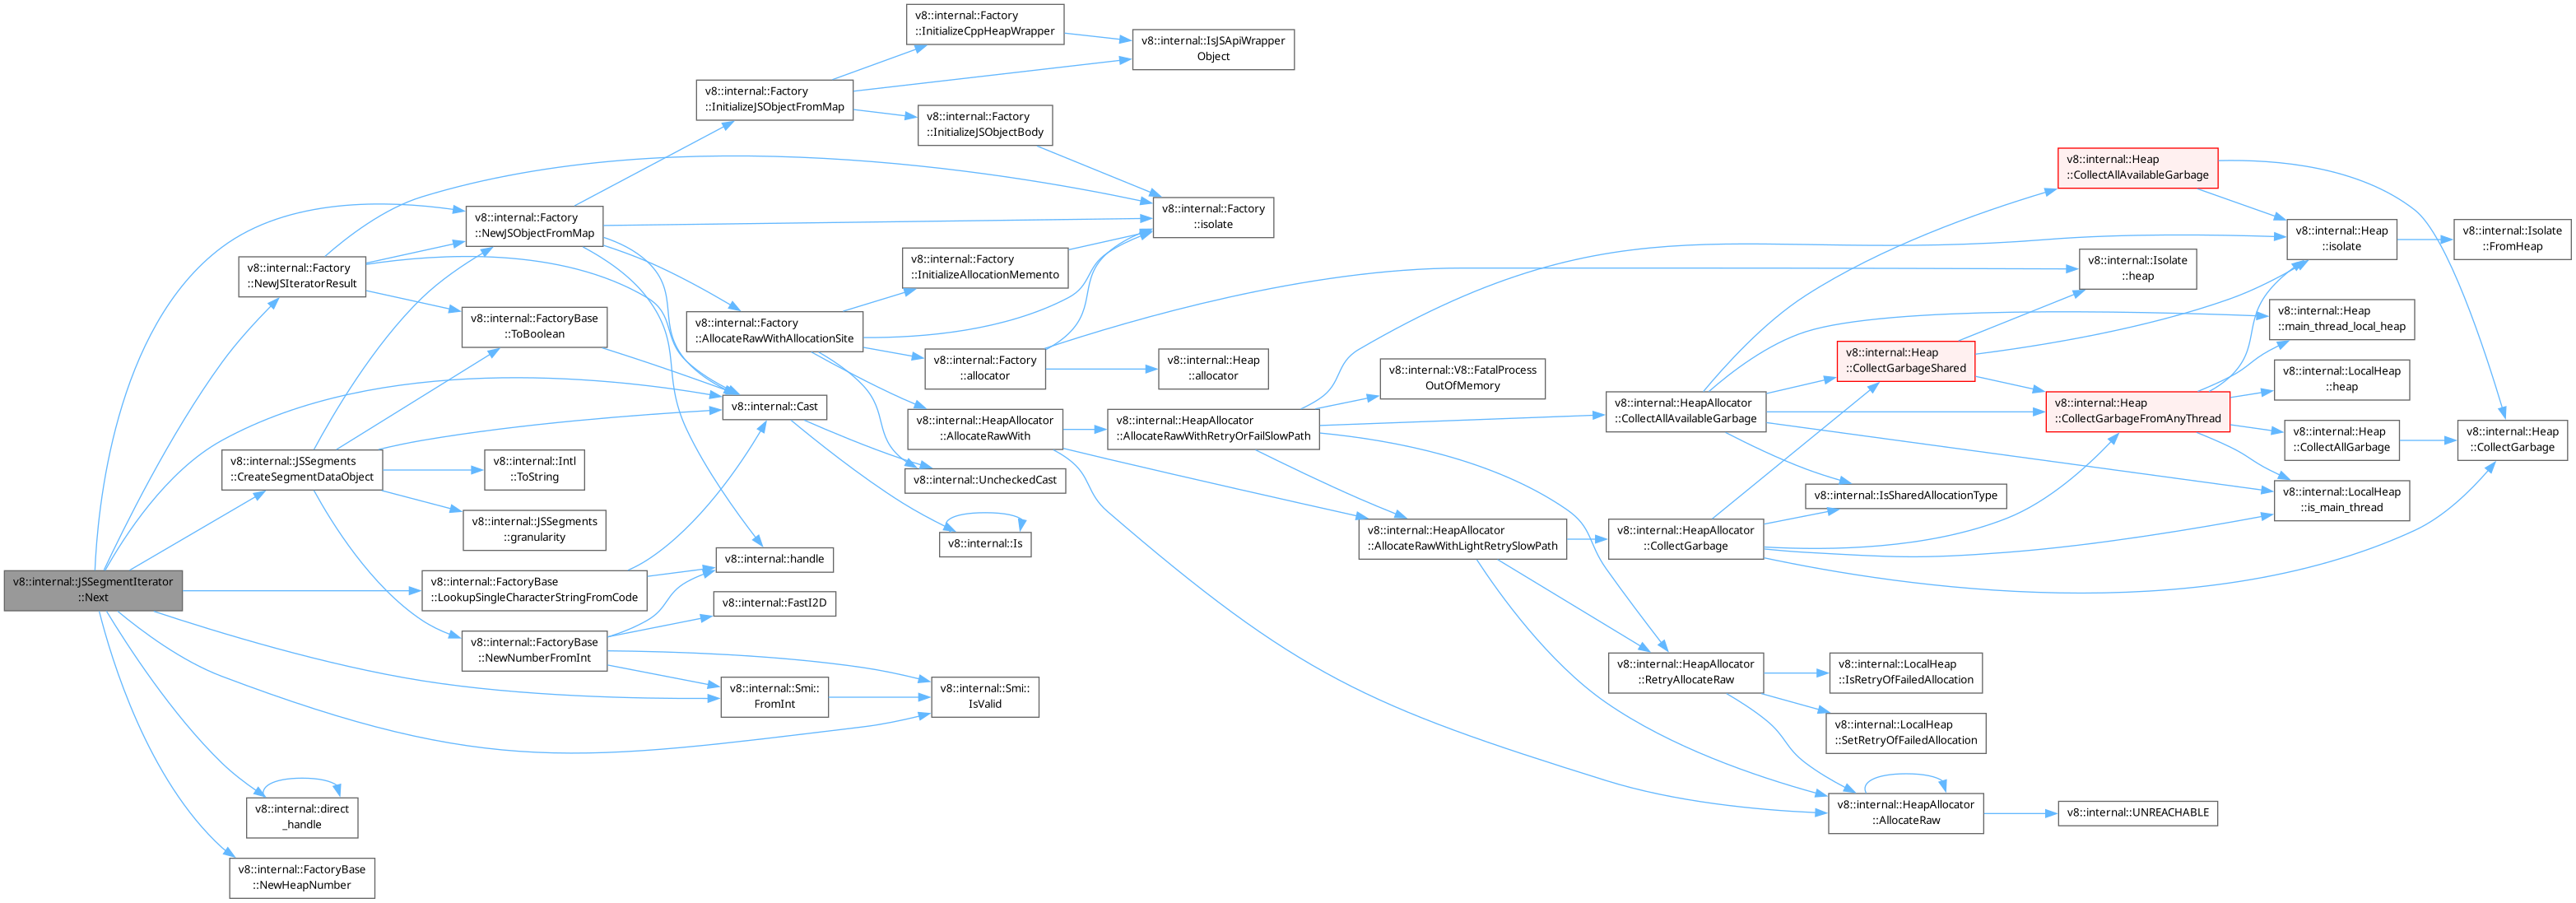 v8::internal::JSSegmentIterator
::Next
v8::internal::Factory
::NewJSIteratorResult
v8::internal::JSSegments
::CreateSegmentDataObject
v8::internal::direct
_handle
v8::internal::FactoryBase
::NewHeapNumber
v8::internal::Factory
::NewJSObjectFromMap
v8::internal::FactoryBase
::ToBoolean
v8::internal::Intl
::ToString
v8::internal::JSSegments
::granularity
v8::internal::FactoryBase
::LookupSingleCharacterStringFromCode
v8::internal::FactoryBase
::NewNumberFromInt
v8::internal::Factory
::InitializeJSObjectFromMap
v8::internal::Factory
::AllocateRawWithAllocationSite
v8::internal::Cast
v8::internal::handle
v8::internal::FastI2D
v8::internal::Smi::
FromInt
v8::internal::Factory
::InitializeCppHeapWrapper
v8::internal::Factory
::InitializeJSObjectBody
v8::internal::Factory
::InitializeAllocationMemento
v8::internal::Factory
::allocator
v8::internal::HeapAllocator
::AllocateRawWith
v8::internal::UncheckedCast
v8::internal::Is
v8::internal::Smi::
IsValid
v8::internal::IsJSApiWrapper
Object
v8::internal::Factory
::isolate
v8::internal::Heap
::allocator
v8::internal::HeapAllocator
::AllocateRawWithRetryOrFailSlowPath
v8::internal::V8::FatalProcess
OutOfMemory
v8::internal::HeapAllocator
::AllocateRawWithLightRetrySlowPath
v8::internal::HeapAllocator
::CollectAllAvailableGarbage
v8::internal::HeapAllocator
::CollectGarbage
v8::internal::HeapAllocator
::RetryAllocateRaw
v8::internal::Heap
::CollectGarbageShared
v8::internal::IsSharedAllocationType
v8::internal::LocalHeap
::IsRetryOfFailedAllocation
v8::internal::LocalHeap
::SetRetryOfFailedAllocation
v8::internal::HeapAllocator
::AllocateRaw
v8::internal::Heap
::CollectAllAvailableGarbage
v8::internal::Isolate
::heap
v8::internal::Heap
::CollectGarbageFromAnyThread
v8::internal::UNREACHABLE
v8::internal::Heap
::isolate
v8::internal::Heap
::main_thread_local_heap
v8::internal::LocalHeap
::heap
v8::internal::Heap
::CollectAllGarbage
v8::internal::LocalHeap
::is_main_thread
v8::internal::Isolate
::FromHeap
v8::internal::Heap
::CollectGarbage